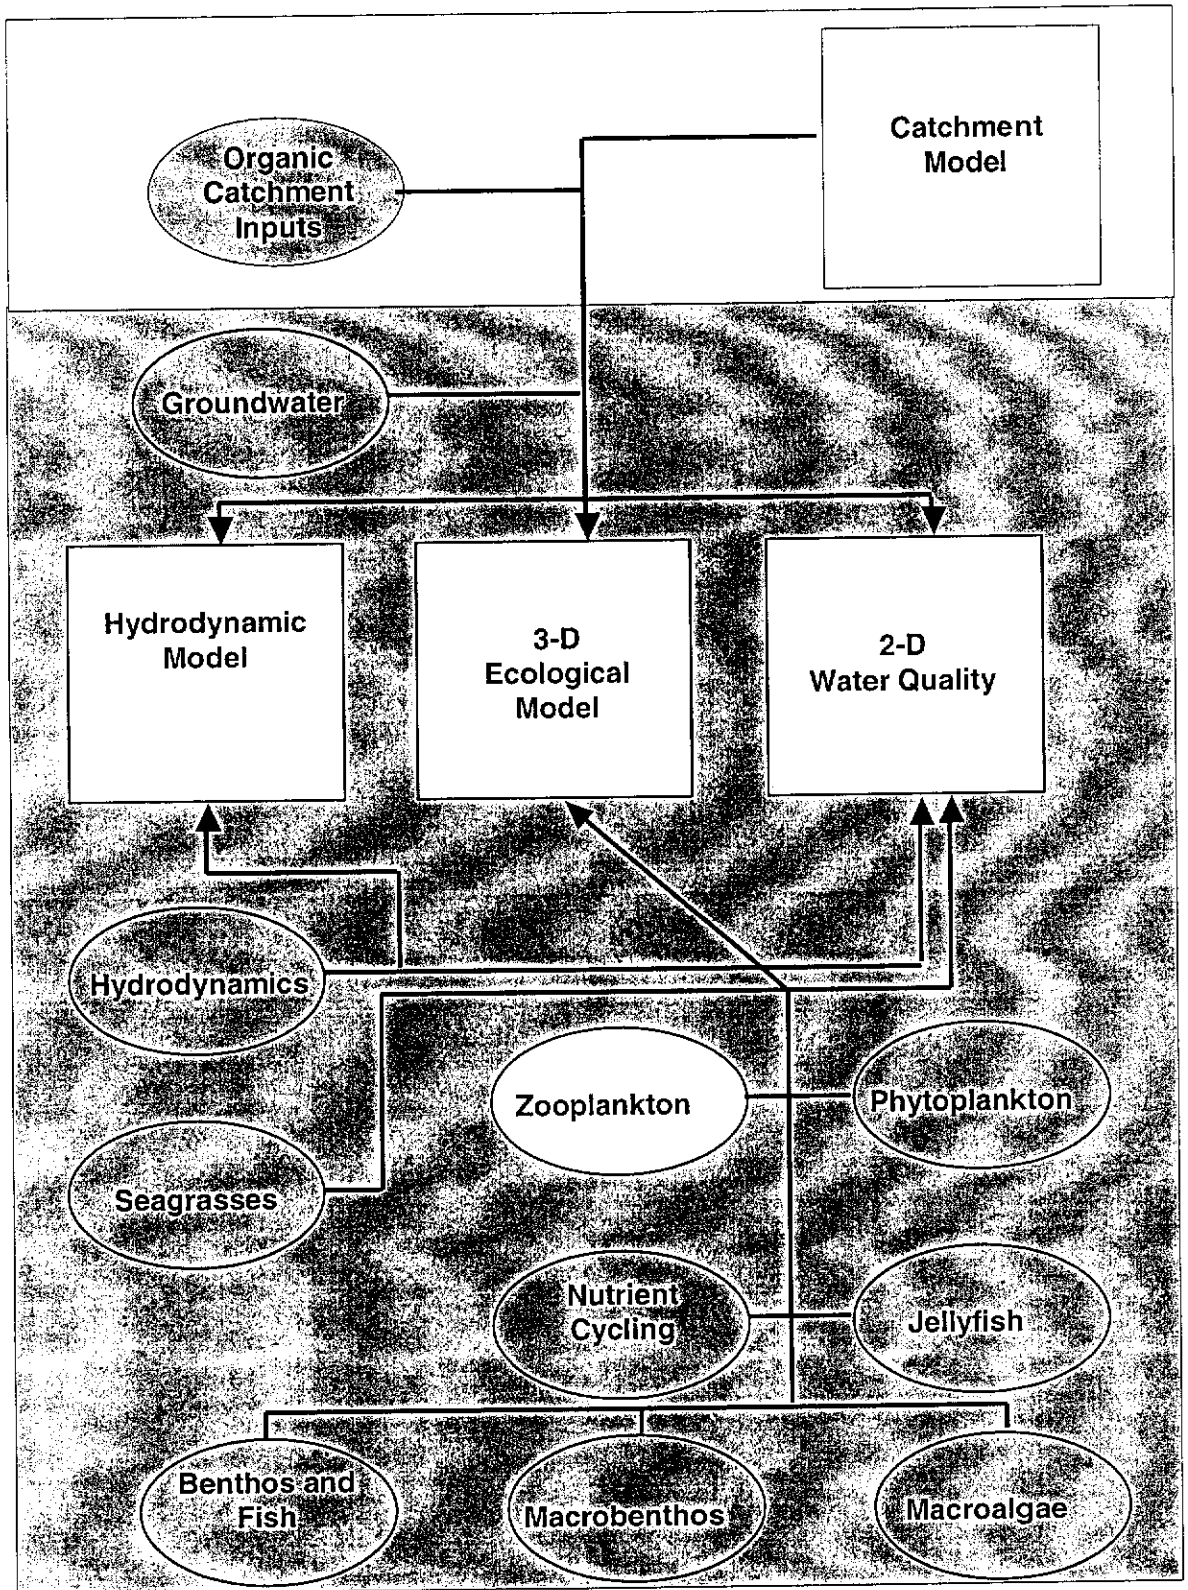 Catchment
Model
Organic
Catchment
Inputs
Groundwater
Hydrodynamic
Model
3-D
Ecological
Model
2-D
Water Quality
Hydrodynamics
Zooplankton
Phytoplankton
Seagrasses
Nutrient
Cycling
Jellyfish
Benthos and
Fish
Macrobenthos
Macroalgae